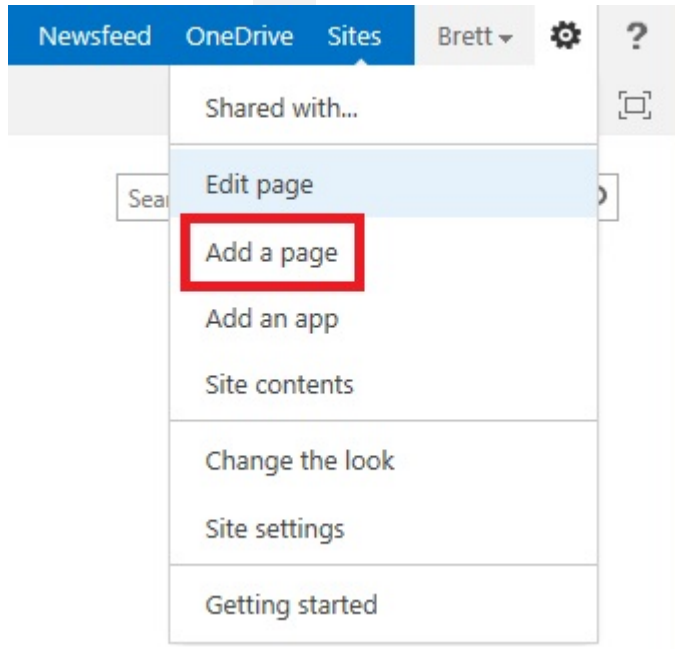 Newsfeed OneDrive Sites Brett ?
Shared with...
Edit page
Sea
Add a page
Add an app
Site contents
Change the look
Site settings
Getting started